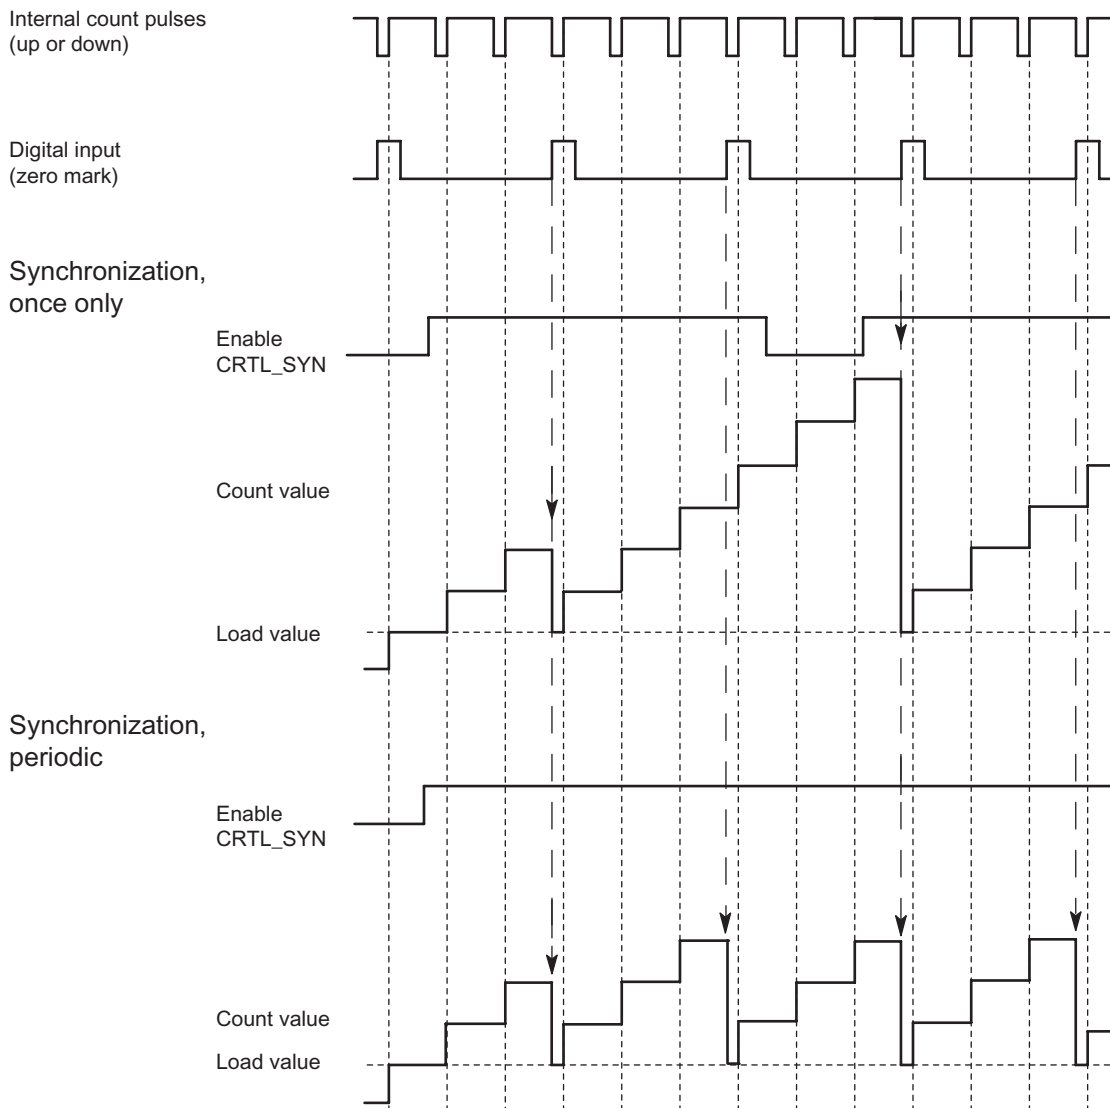 Internal count pulses
(up or down)
Digital input
(zero mark)
Synchronization,
once only
Enable
CRTL_SYN
Count value
Load value
Synchronization,
periodic
Enable
CRTL_SYN
Count value
Load value